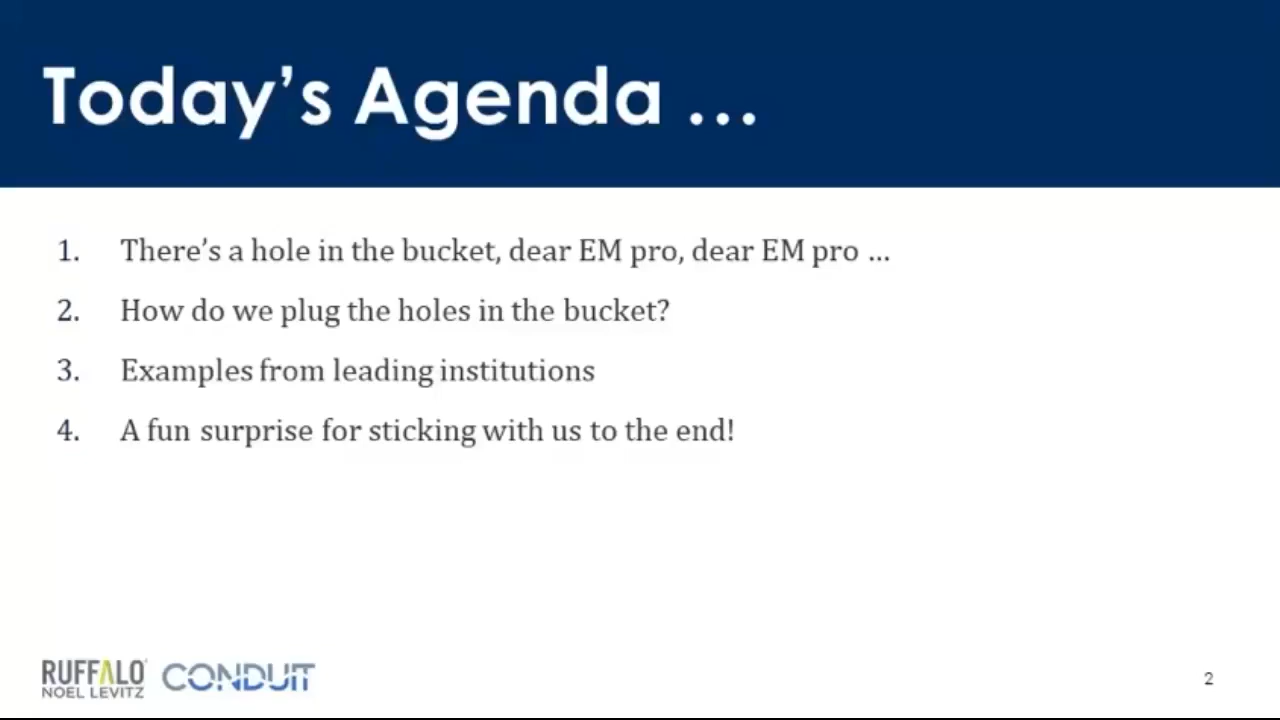 Today’s Agenda ...
1. There’s a hole in the bucket, dear EM pro, dear EM pro ...
2. How do we plug the holes in the bucket?
3. Examples from leading institutions
4. A fun surprise for sticking with us to the end!
RUFFALO
NOEL LEVITZ
CONDUIT
2